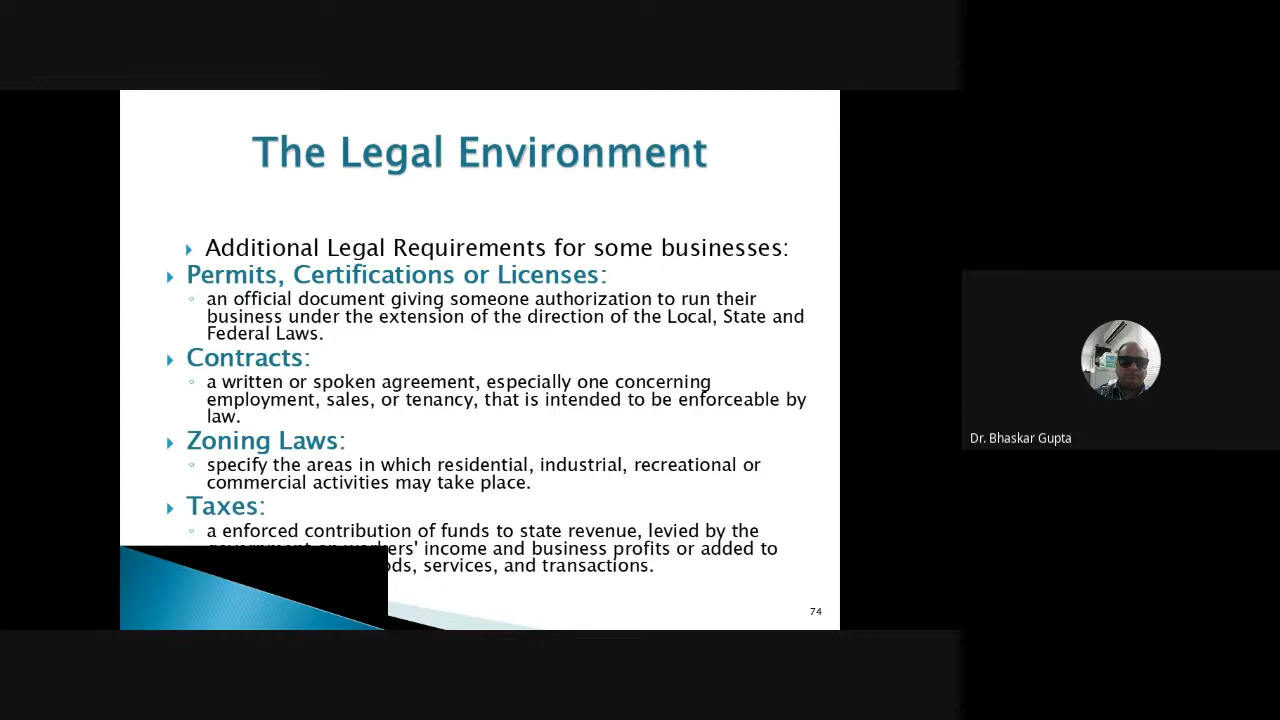 The Legal Environment
Additional Legal Requirements for some businesses:
Permits, Certifications or Licenses:
an official document giving someone authorization to run their
business under the extension of the direction of the Local, State and
Federal Laws.
Contracts:
a written or spoken agreement, especially one concerning
employment, sales, or tenancy, that is intended to be enforceable by
law.
Zoning Laws:
specify the areas in which residential, industrial, recreational or
commercial activities may take place.
Taxes:
a enforced contribution of funds to state revenue, levied by the
government on workers' income and business profits or added to
services, and transactions.
74
Dr. Bhaskar Gupta